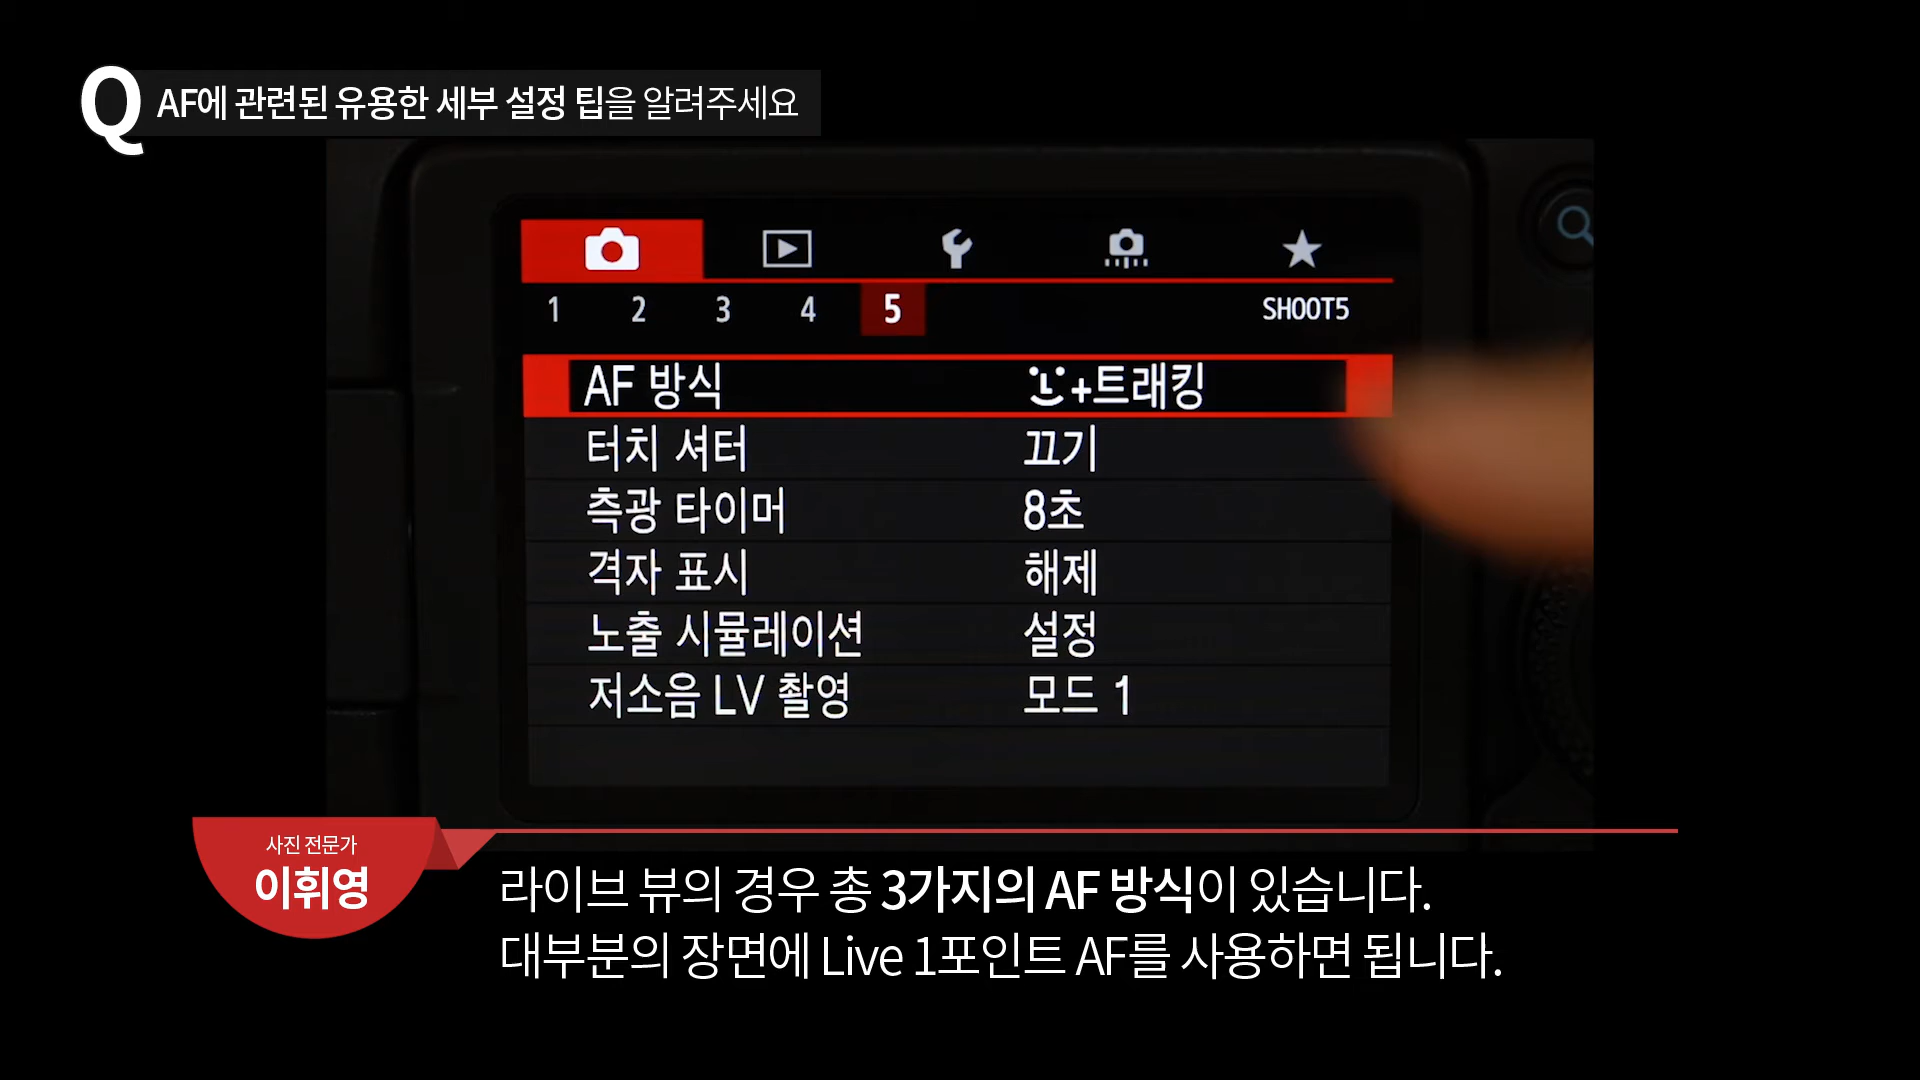 Q AF에 관련된 유용한 세부 설정 팁을 알려주세요
1 2 3 4 5 SHOOT5
AF 방식 +트래킹
터치 셔터 끄기
측광 타이머 8초
격자 표시 해제
노출 시뮬레이션 설정
저소음 LV 촬영 모드 1
사진 전문가
이휘영
라이브 뷰의 경우 총 3가지의 AF 방식이 있습니다.
대부분의 장면에 Live 1포인트 AF를 사용하면 됩니다.